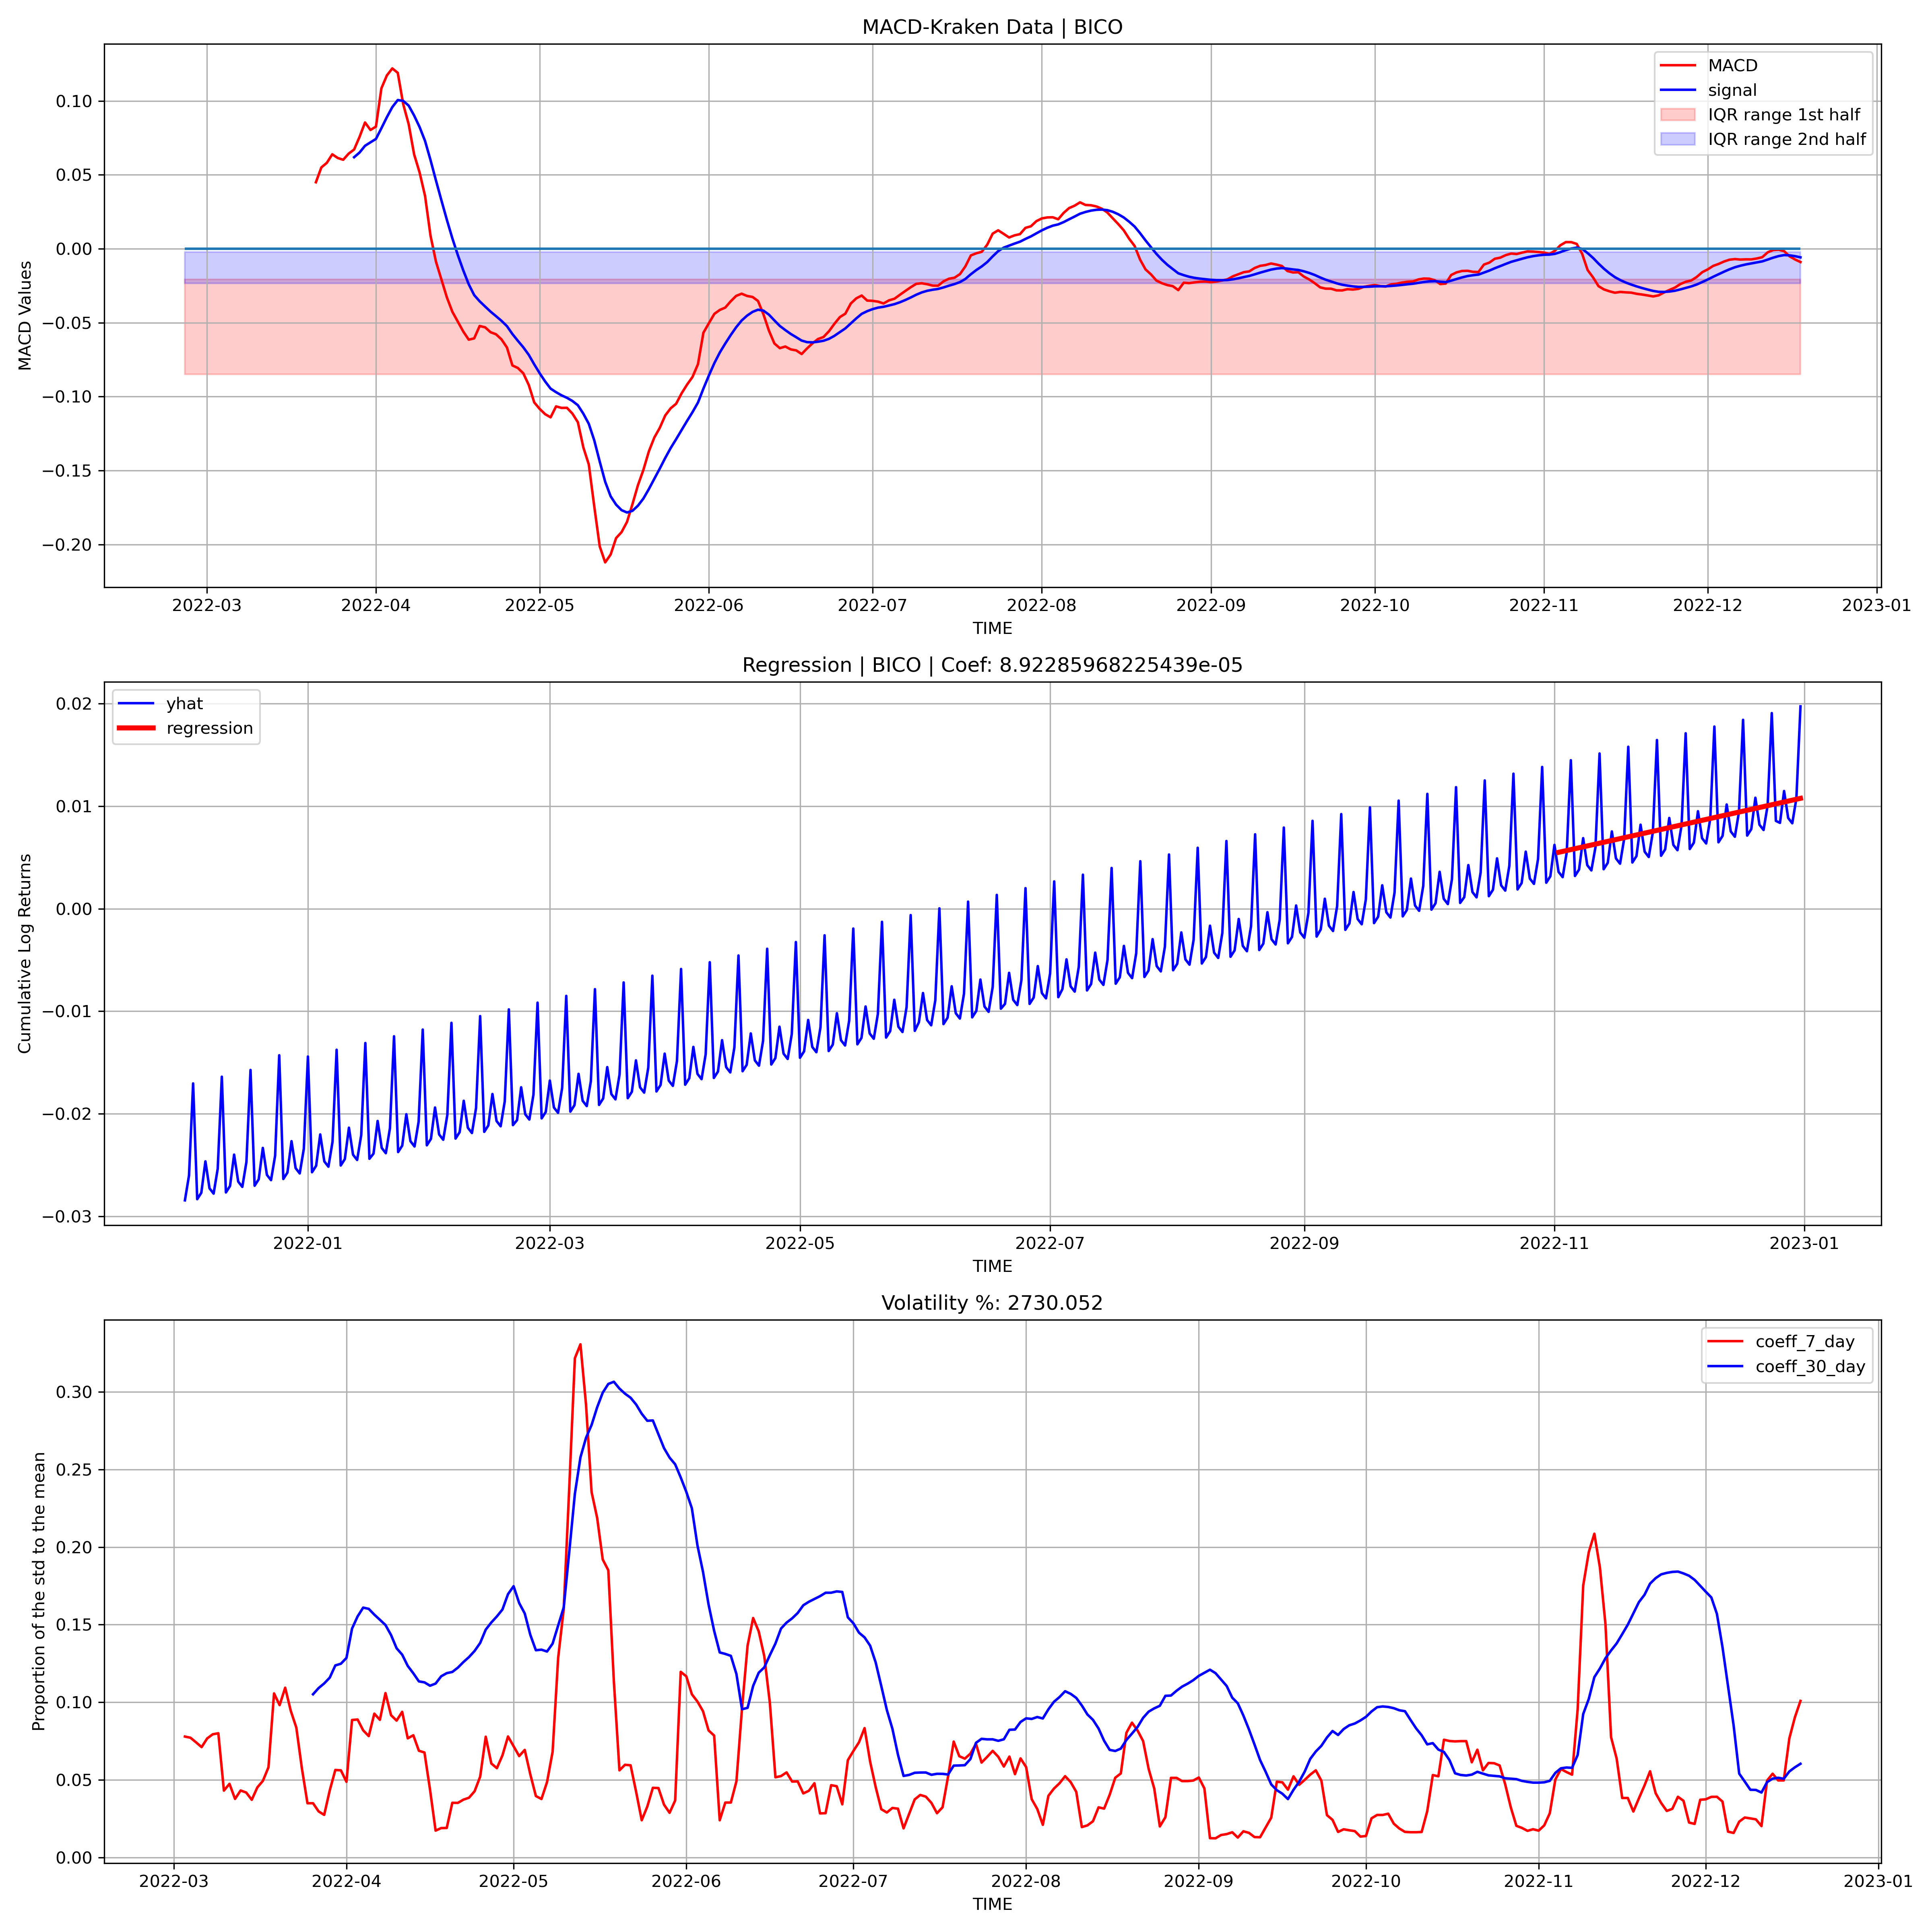 MACD-Kraken Data | BICO
MACD
signal
IQR range 1st half
IQR range 2nd half
0.10
0.05
0.00
−0.05
−0.10
−0.15
−0.20
MACD Values
2022-03 2022-04 2022-05 2022-06 2022-07 2022-08 2022-09 2022-10 2022-11 2022-12 2023-01
TIME
Regression | BICO | Coef: 8.92285968225439e-05
yhat
regression
0.02
0.01
0.00
−0.01
−0.02
−0.03
Cumulative Log Returns
2022-01 2022-03 2022-05 2022-07 2022-09 2022-11 2023-01
TIME
Volatility %: 2730.052
coeff_7_day
coeff_30_day
0.30
0.25
0.20
0.15
0.10
0.05
0.00
Proportion of the std to the mean
2022-03 2022-04 2022-05 2022-06 2022-07 2022-08 2022-09 2022-10 2022-11 2022-12 2023-01
TIME